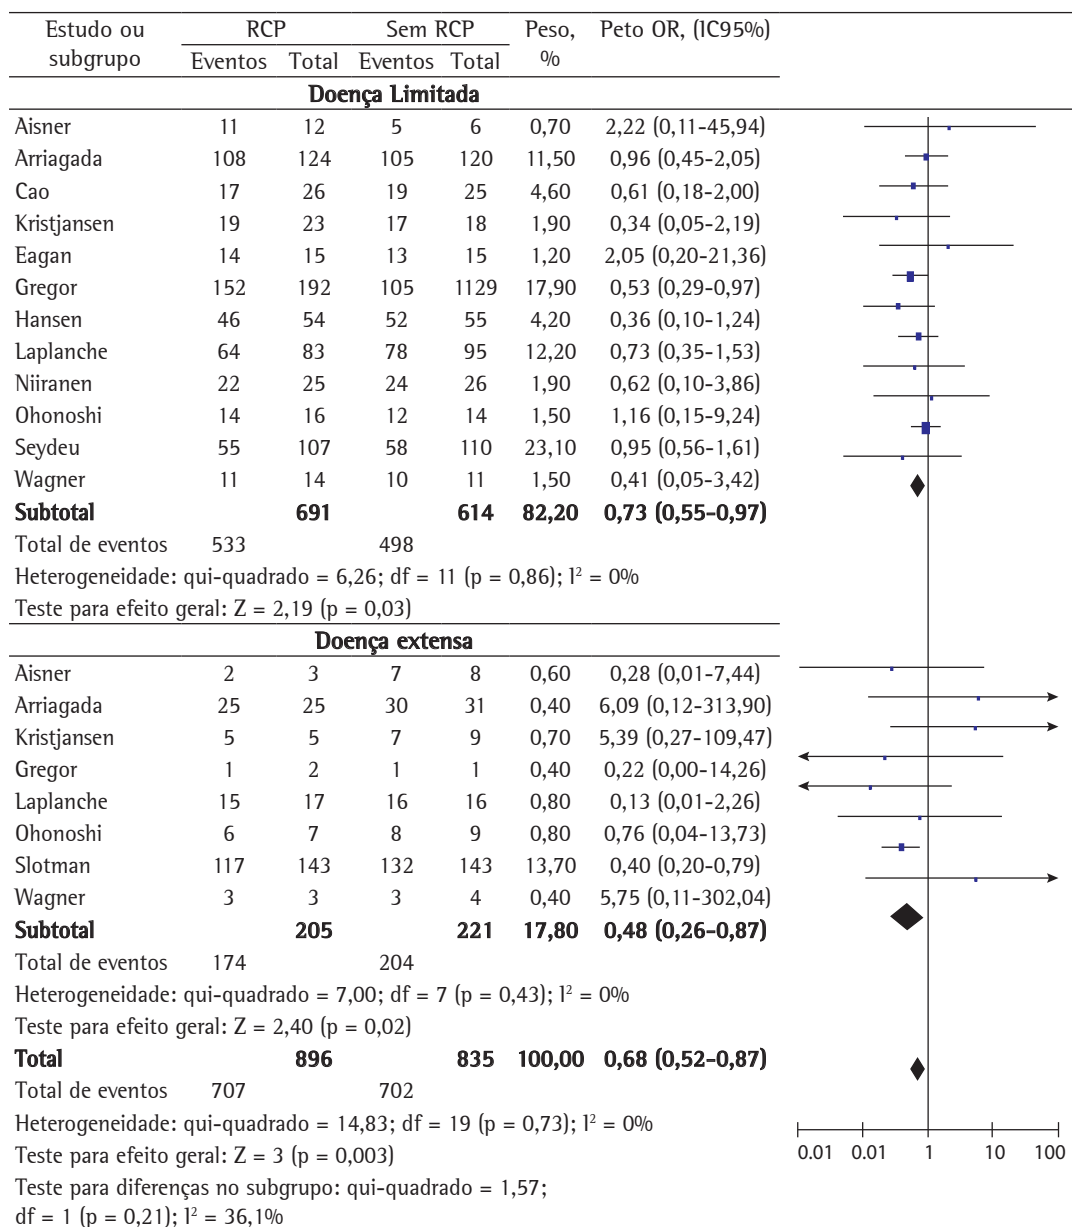 Estudo ou subgrupo RCP Sem RCP Peso, % Peto OR, (IC95%)
Eventos Total Eventos Total
Doença Limitada
Aisner 11 12 5 6 0,70 2,22 (0,11-45,94)
Arriagada 108 124 105 120 11,50 0,96 (0,45-2,05)
Cao 17 26 19 25 4,60 0,61 (0,18-2,00)
Kristjansen 19 23 17 18 1,90 0,34 (0,05-2,19)
Eagan 14 15 13 15 1,20 2,05 (0,20-21,36)
Gregor 152 192 105 1129 17,90 0,53 (0,29-0,97)
Hansen 46 54 52 55 4,20 0,36 (0,10-1,24)
Laplanche 64 83 78 95 12,20 0,73 (0,35-1,53)
Niiranen 22 25 24 26 1,90 0,62 (0,10-3,86)
Ohonoshi 14 16 12 14 1,50 1,16 (0,15-9,24)
Seydeu 55 107 58 110 23,10 0,95 (0,56-1,61)
Wagner 11 14 10 11 1,50 0,41 (0,05-3,42)
Subtotal 691 614 82,20 0,73 (0,55-0,97)
Total de eventos 533 498
Heterogeneidade: qui-quadrado = 6,26; df = 11 (p = 0,86); I² = 0%
Teste para efeito geral: Z = 2,19 (p = 0,03)
Doença extensa
Aisner 2 3 7 8 0,60 0,28 (0,01-7,44)
Arriagada 25 25 30 31 0,40 6,09 (0,12-313,90)
Kristjansen 5 5 7 9 0,70 5,39 (0,27-109,47)
Gregor 1 2 1 1 0,40 0,22 (0,00-14,26)
Laplanche 15 17 16 16 0,80 0,13 (0,01-2,26)
Ohonoshi 6 7 8 9 0,80 0,76 (0,04-13,73)
Slotman 117 143 132 143 13,70 0,40 (0,20-0,79)
Wagner 3 3 3 4 0,40 5,75 (0,11-302,04)
Subtotal 205 221 17,80 0,48 (0,26-0,87)
Total de eventos 174 204
Heterogeneidade: qui-quadrado = 7,00; df = 7 (p = 0,43); I² = 0%
Teste para efeito geral: Z = 2,40 (p = 0,02)
Total 896 835 100,00 0,68 (0,52-0,87)
Total de eventos 707 702
Heterogeneidade: qui-quadrado = 14,83; df = 19 (p = 0,73); I² = 0%
Teste para efeito geral: Z = 3 (p = 0,003)
Teste para diferenças no subgrupo: qui-quadrado = 1,57;
df = 1 (p = 0,21); I² = 36,1%
0.01 0.01 1 10 100